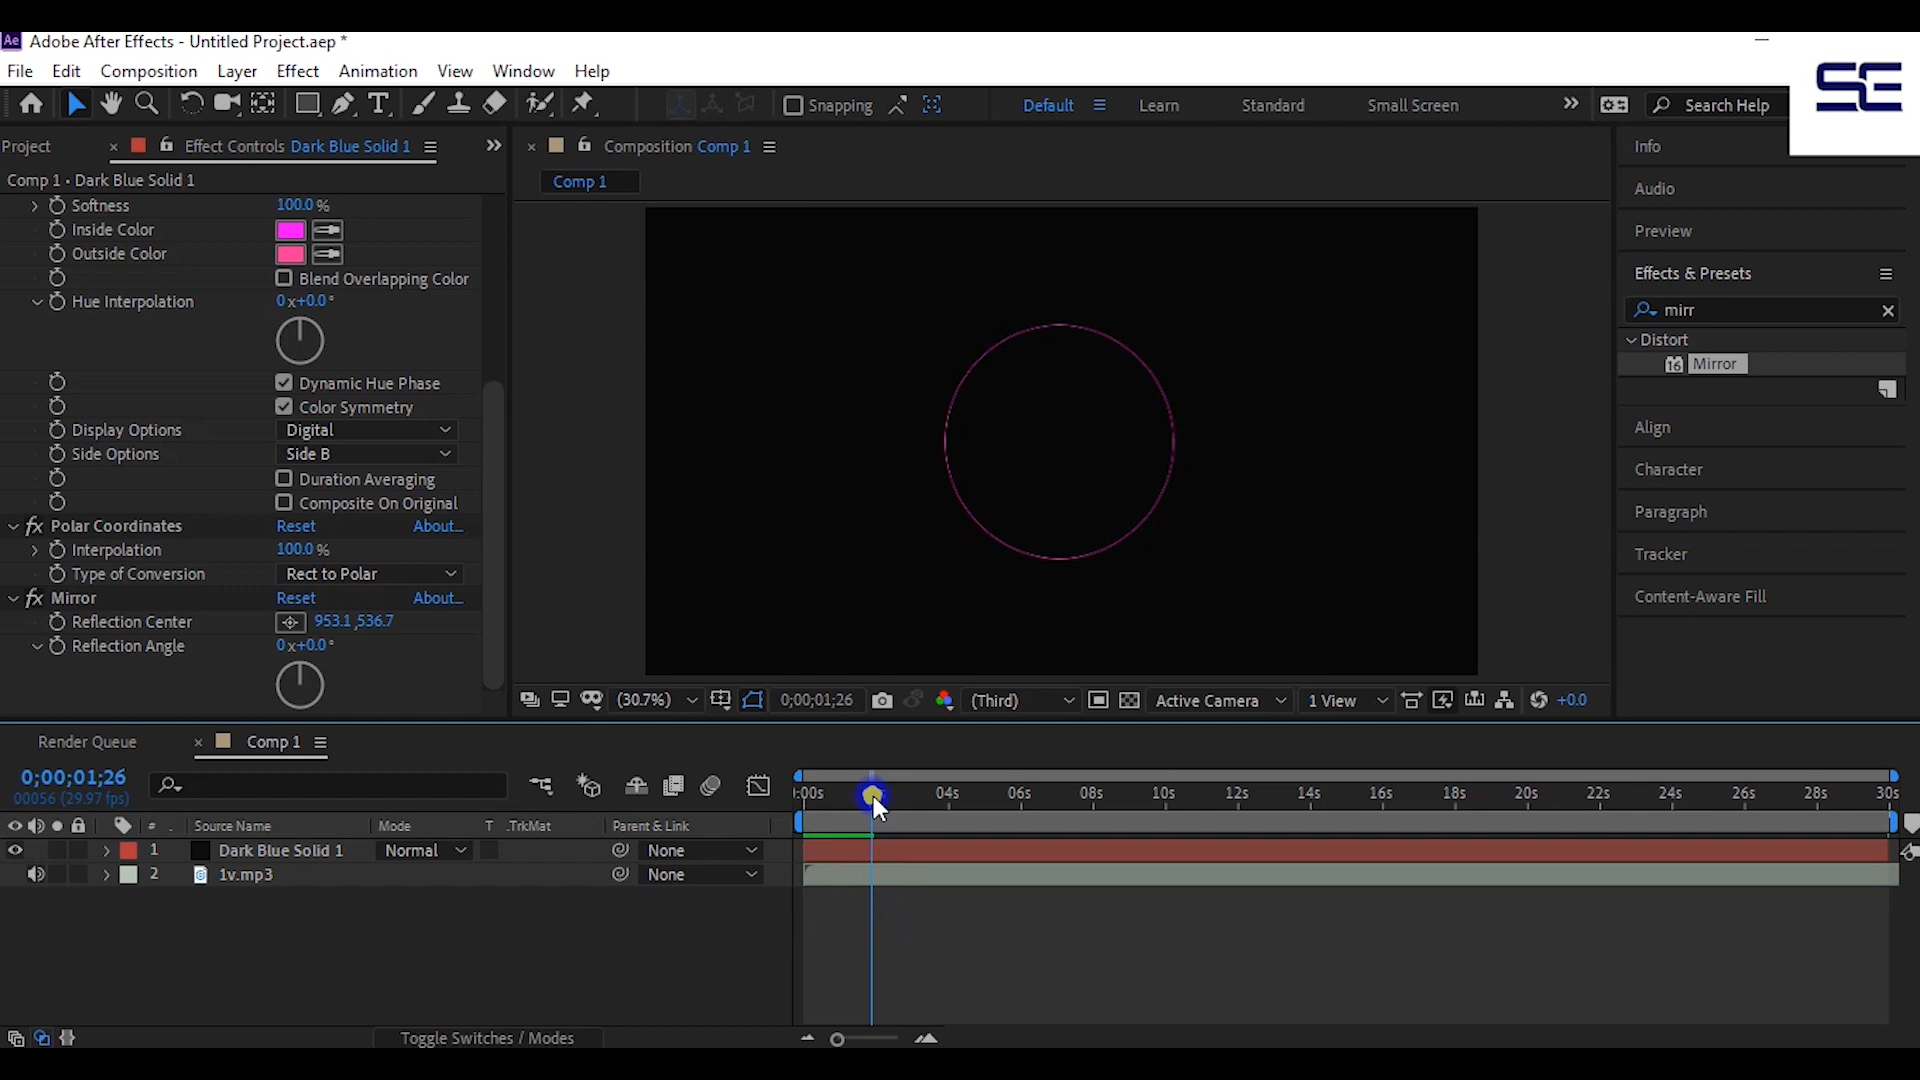 Ae Adobe After Effects - Untitled Project.aep *
File Edit Composition Layer Effect Animation View Window Help
SE
T Snapping Default Learn Standard Small Screen Search Help
Project Effect Controls Dark Blue Solid 1
Composition Comp 1
Info
Comp 1 • Dark Blue Solid 1
Comp 1
Audio
Preview
Effects & Presets
mirr
Distort
16 Mirror
Align
Character
Paragraph
Tracker
Content-Aware Fill
Softness 100.0 %
Inside Color
Outside Color
Blend Overlapping Color
Hue Interpolation 0x+0.0°
Dynamic Hue Phase
Color Symmetry
Display Options Digital
Side Options Side B
Duration Averaging
Composite On Original
fx Polar Coordinates Reset About...
Interpolation 100.0 %
Type of Conversion Rect to Polar
fx Mirror Reset About...
Reflection Center 953.1,536.7
Reflection Angle 0x+0.0°
(30.7%) 0;00;01;26 (Third) Active Camera 1 View +0.0
Render Queue Comp 1
0;00;01;26
00056 (29.97 fps)
:00s 04s 06s 08s 10s 12s 14s 16s 18s 20s 22s 24s 26s 28s 30s
# Source Name Mode T .TrkMat Parent & Link
1 Dark Blue Solid 1 Normal None
2 1v.mp3 None
Toggle Switches / Modes